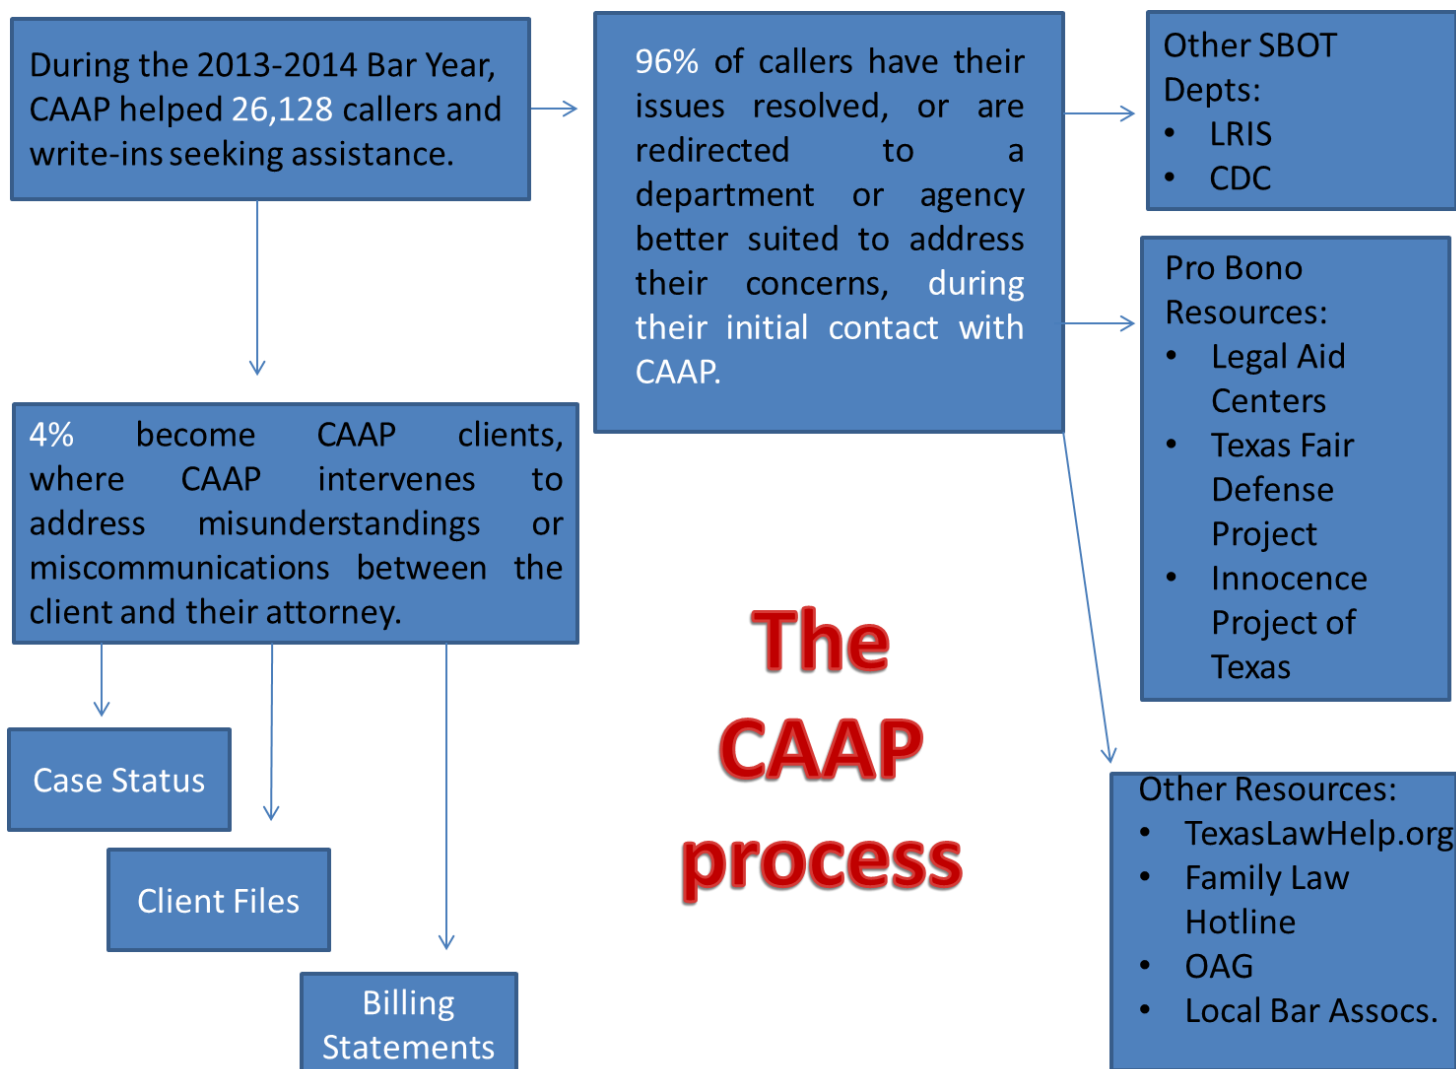 During the 2013-2014 Bar Year,
CAAP helped 26,128 callers and
write-ins seeking assistance.
96% of callers have their
issues resolved, or are
redirected to a
department or agency
better suited to address
their concerns, during
their initial contact with
CAAP.
Other SBOT
Depts:
• LRIS
• CDC
Pro Bono
Resources:
• Legal Aid
Centers
• Texas Fair
Defense
Project
• Innocence
Project of
Texas
4% become CAAP clients,
where CAAP intervenes to
address misunderstandings or
miscommunications between the
client and their attorney.
The
CAAP
process
Case Status
Client Files
Billing
Statements
Other Resources:
• TexasLawHelp.org
• Family Law
Hotline
• OAG
• Local Bar Assocs.